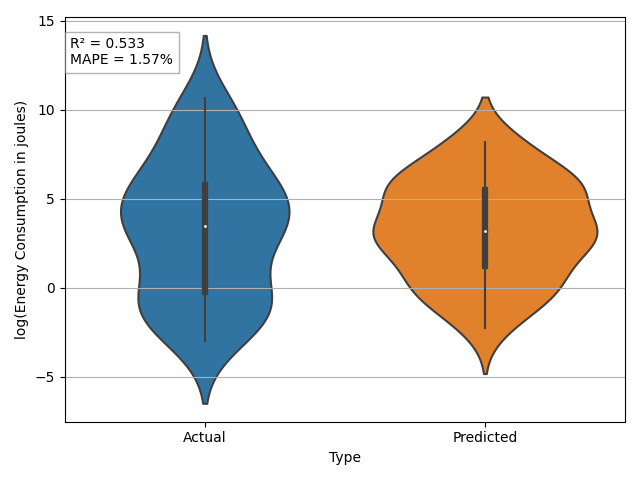 R² = 0.533
MAPE = 1.57%
15
10
5
0
−5
log(Energy Consumption in joules)
Actual
Predicted
Type